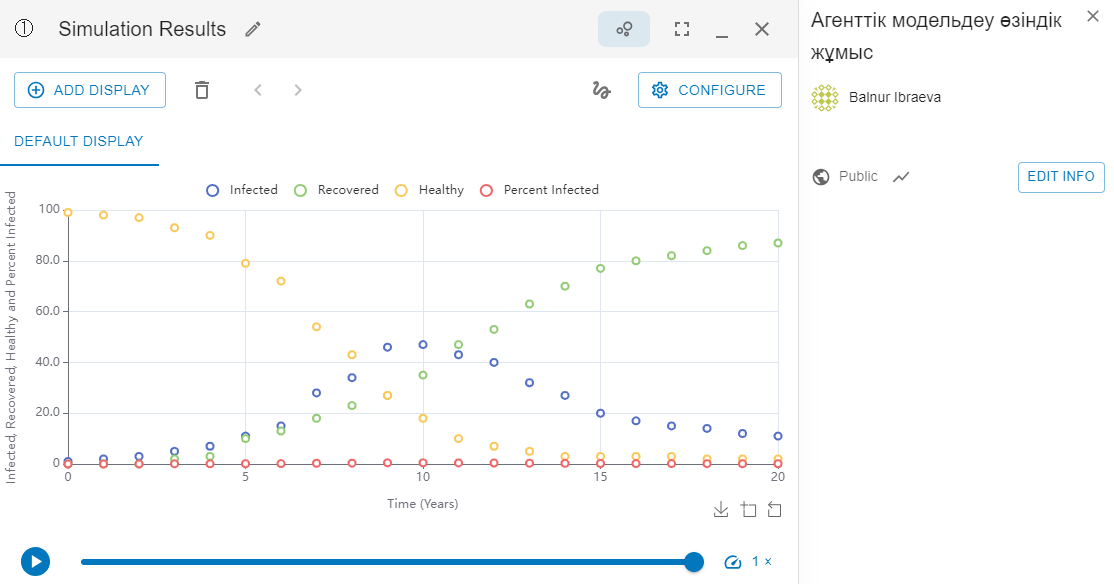 ① Simulation Results
ADD DISPLAY
CONFIGURE
DEFAULT DISPLAY
Infected Recovered Healthy Percent Infected
Infected, Recovered, Healthy and Percent Infected
100
80.0
60.0
40.0
20.0
0
0 5 10 15 20
Time (Years)
1 ×
Агенттік модельдеу өзіндік
жұмыс
Balnur Ibraeva
Public
EDIT INFO